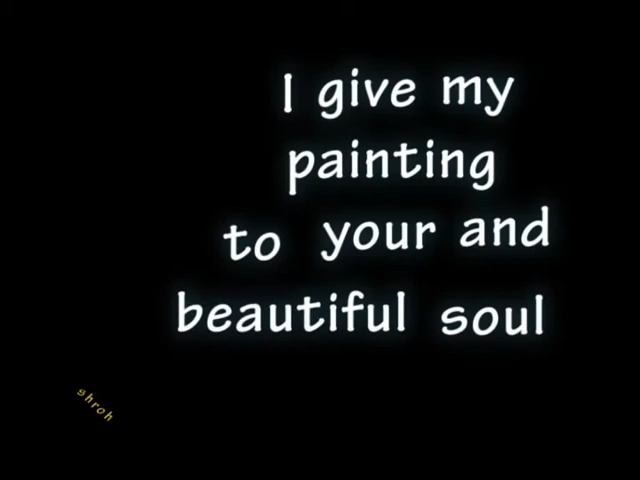 I give my
painting
to your and
beautiful soul
shroh